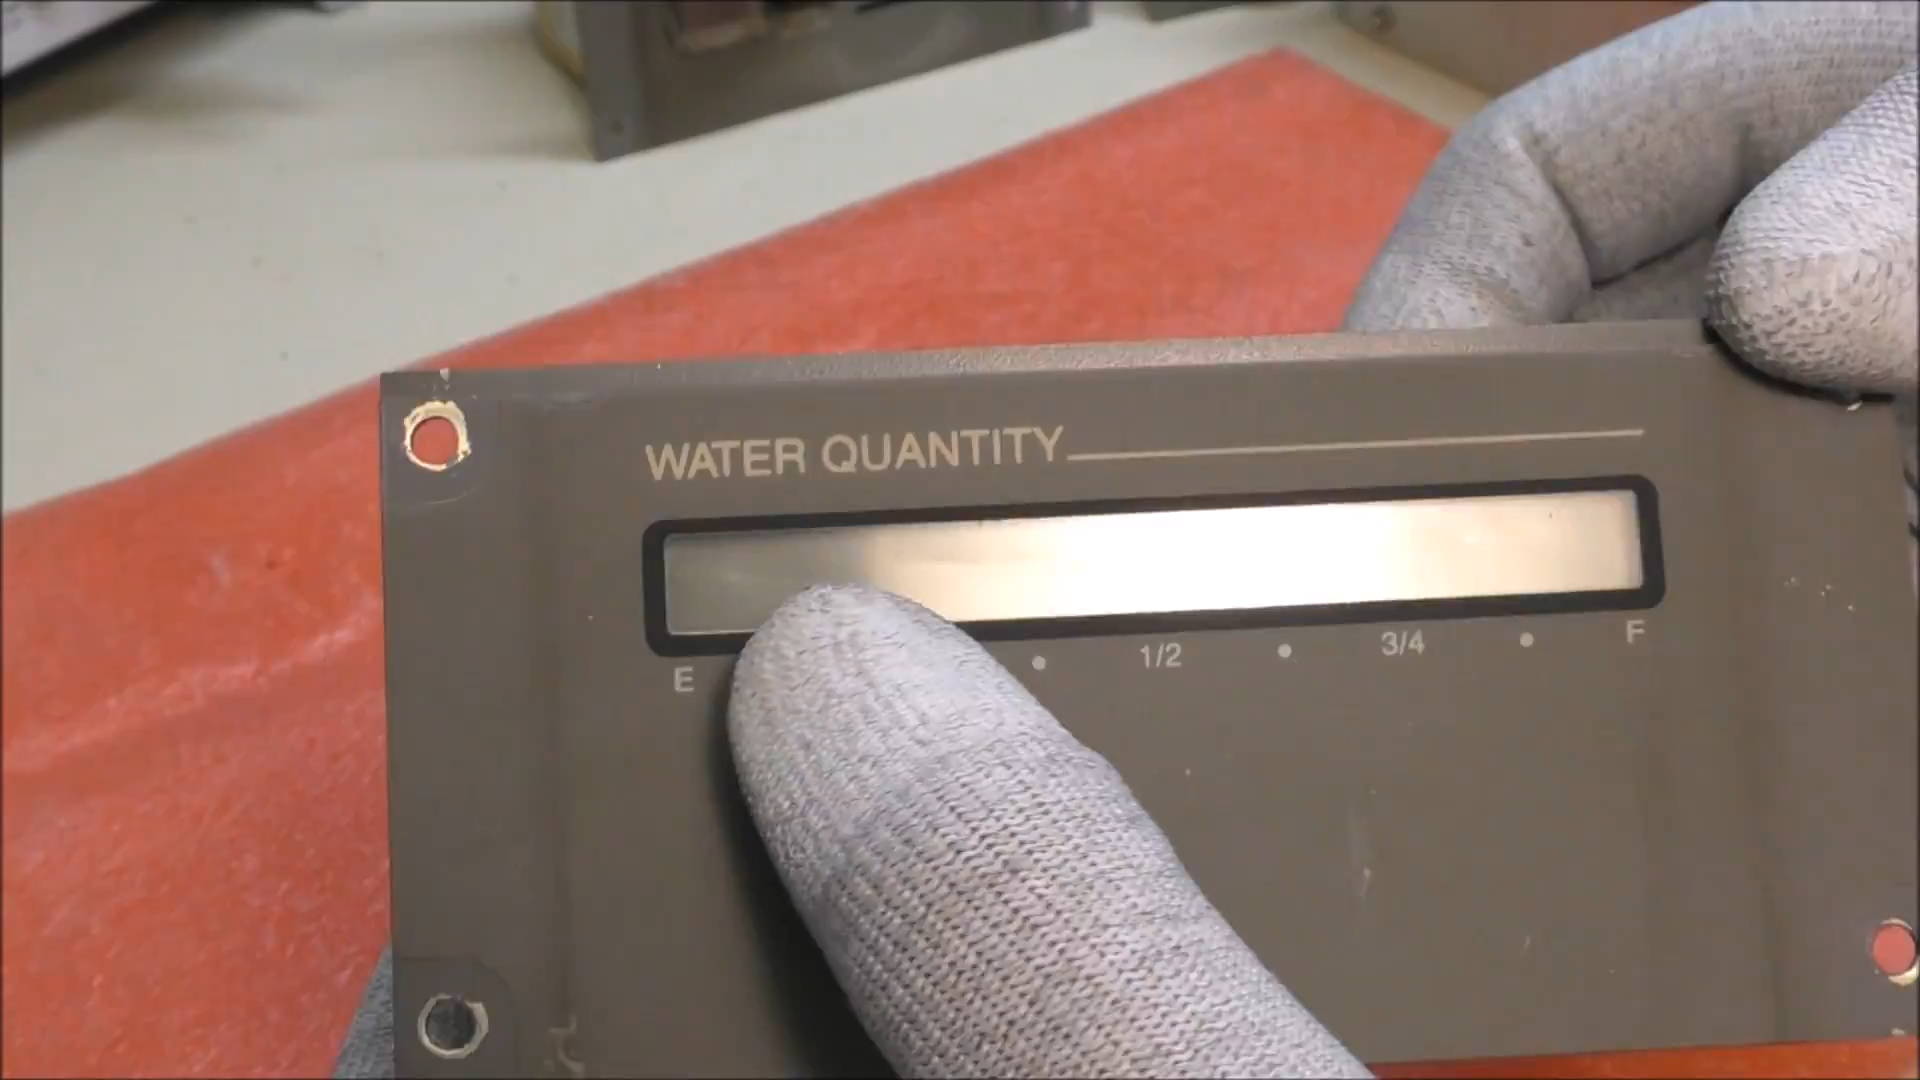 WATER QUANTITY
E • 1/2 • 3/4 • F